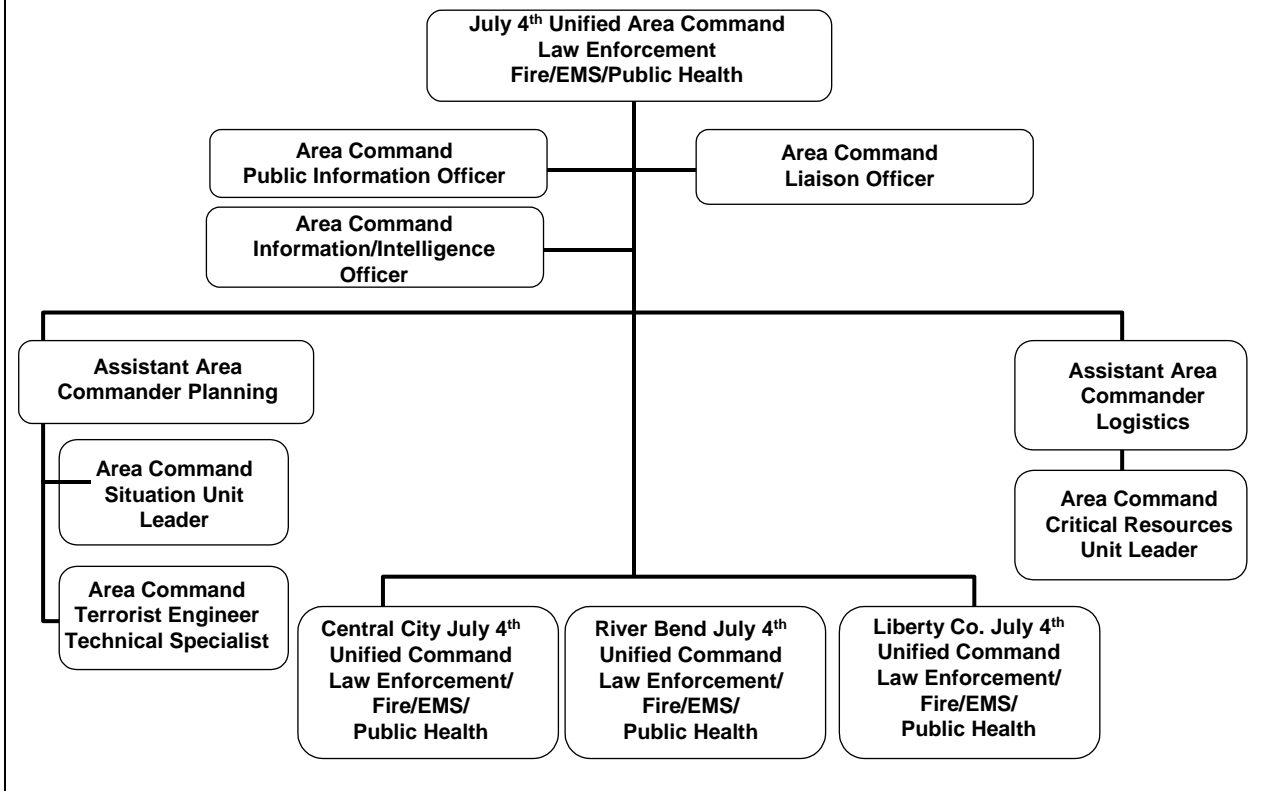 July 4th Unified Area Command
Law Enforcement
Fire/EMS/Public Health
Area Command
Public Information Officer
Area Command
Liaison Officer
Area Command
Information/Intelligence
Officer
Assistant Area
Commander Planning
Assistant Area
Commander
Logistics
Area Command
Situation Unit
Leader
Area Command
Critical Resources
Unit Leader
Area Command
Terrorist Engineer
Technical Specialist
Central City July 4th
Unified Command
Law Enforcement/
Fire/EMS/
Public Health
River Bend July 4th
Unified Command
Law Enforcement/
Fire/EMS/
Public Health
Liberty Co. July 4th
Unified Command
Law Enforcement/
Fire/EMS/
Public Health